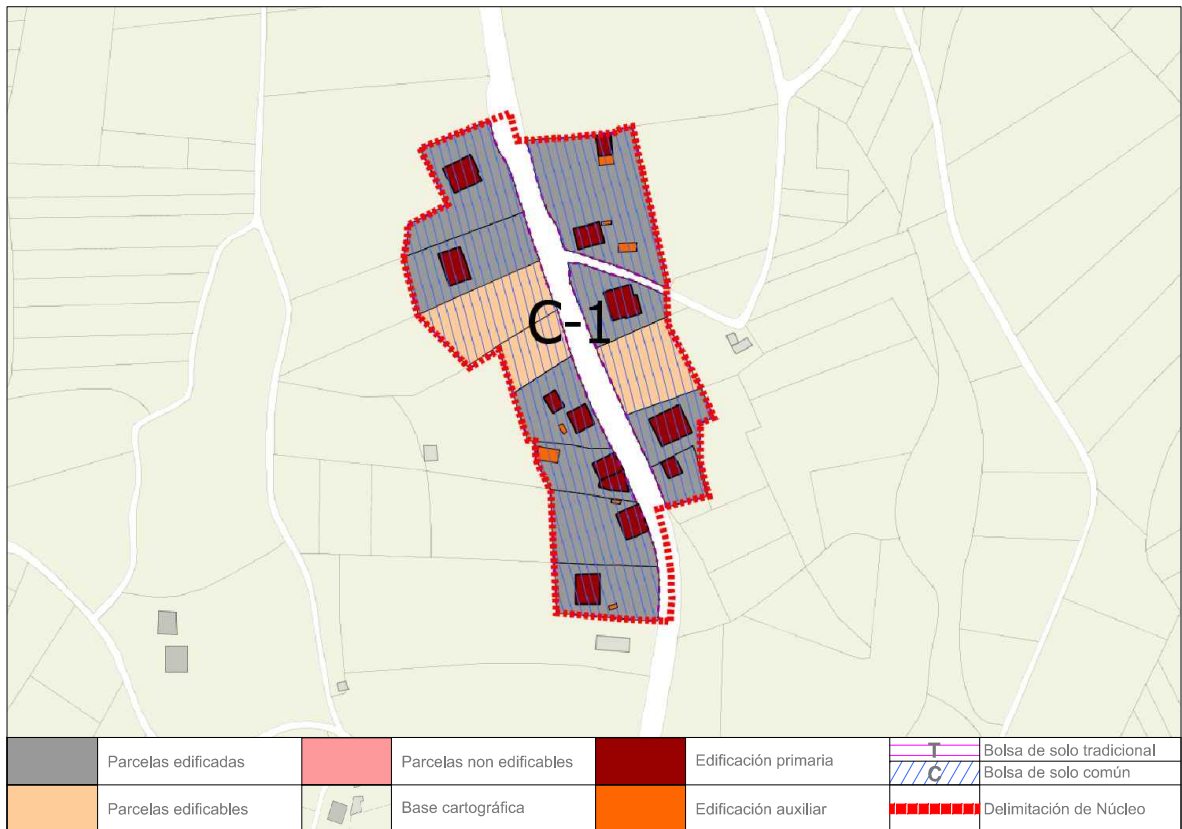 C-1
Parcelas edificadas
Parcelas non edificables
Edificación primaria
T
Bolsa de solo tradicional
C
Bolsa de solo común
Parcelas edificables
Base cartográfica
Edificación auxiliar
Delimitación de Núcleo